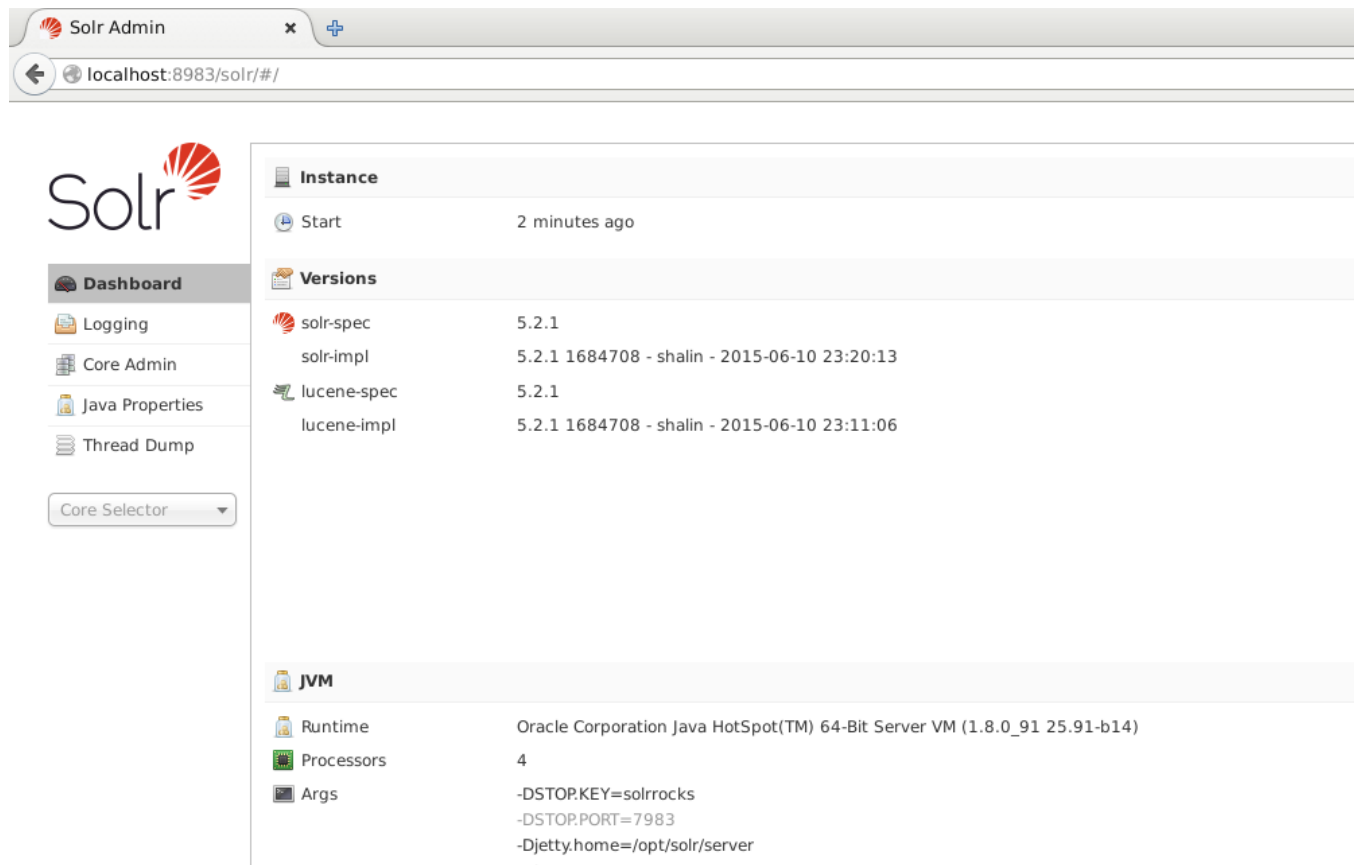 Solr Admin
localhost:8983/solr/#/
Solr
Dashboard
Logging
Core Admin
Java Properties
Thread Dump
Core Selector
Instance
Start 2 minutes ago
Versions
solr-spec 5.2.1
solr-impl 5.2.1 1684708 - shalin - 2015-06-10 23:20:13
lucene-spec 5.2.1
lucene-impl 5.2.1 1684708 - shalin - 2015-06-10 23:11:06
JVM
Runtime Oracle Corporation Java HotSpot(TM) 64-Bit Server VM (1.8.0_91 25.91-b14)
Processors 4
Args -DSTOP.KEY=solrrocks
-DSTOP.PORT=7983
-Djetty.home=/opt/solr/server